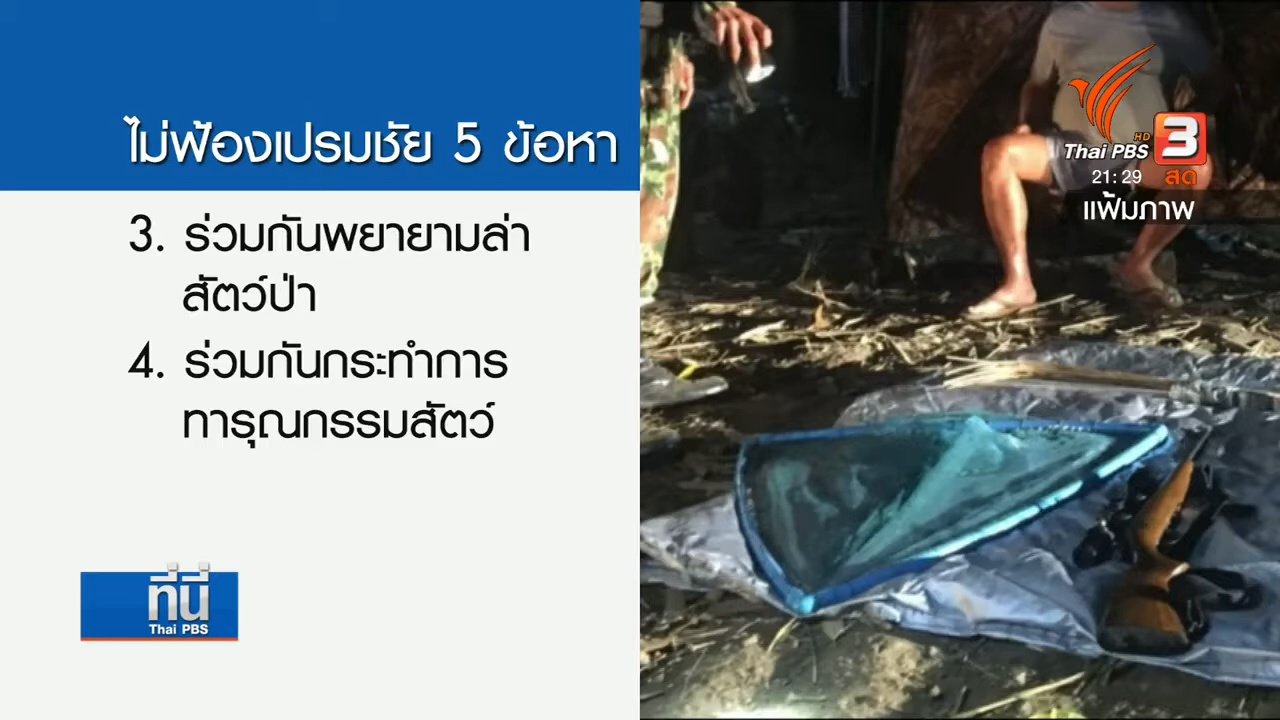 ไม่ฟ้องเปรมชัย 5 ข้อหา
3. ร่วมกันพยายามล่า
สัตว์ป่า
4. ร่วมกันกระทำการ
ทารุณกรรมสัตว์
ที่นี่
Thai PBS
HD
Thai PBS 3
21:29 สด
แฟ้มภาพ